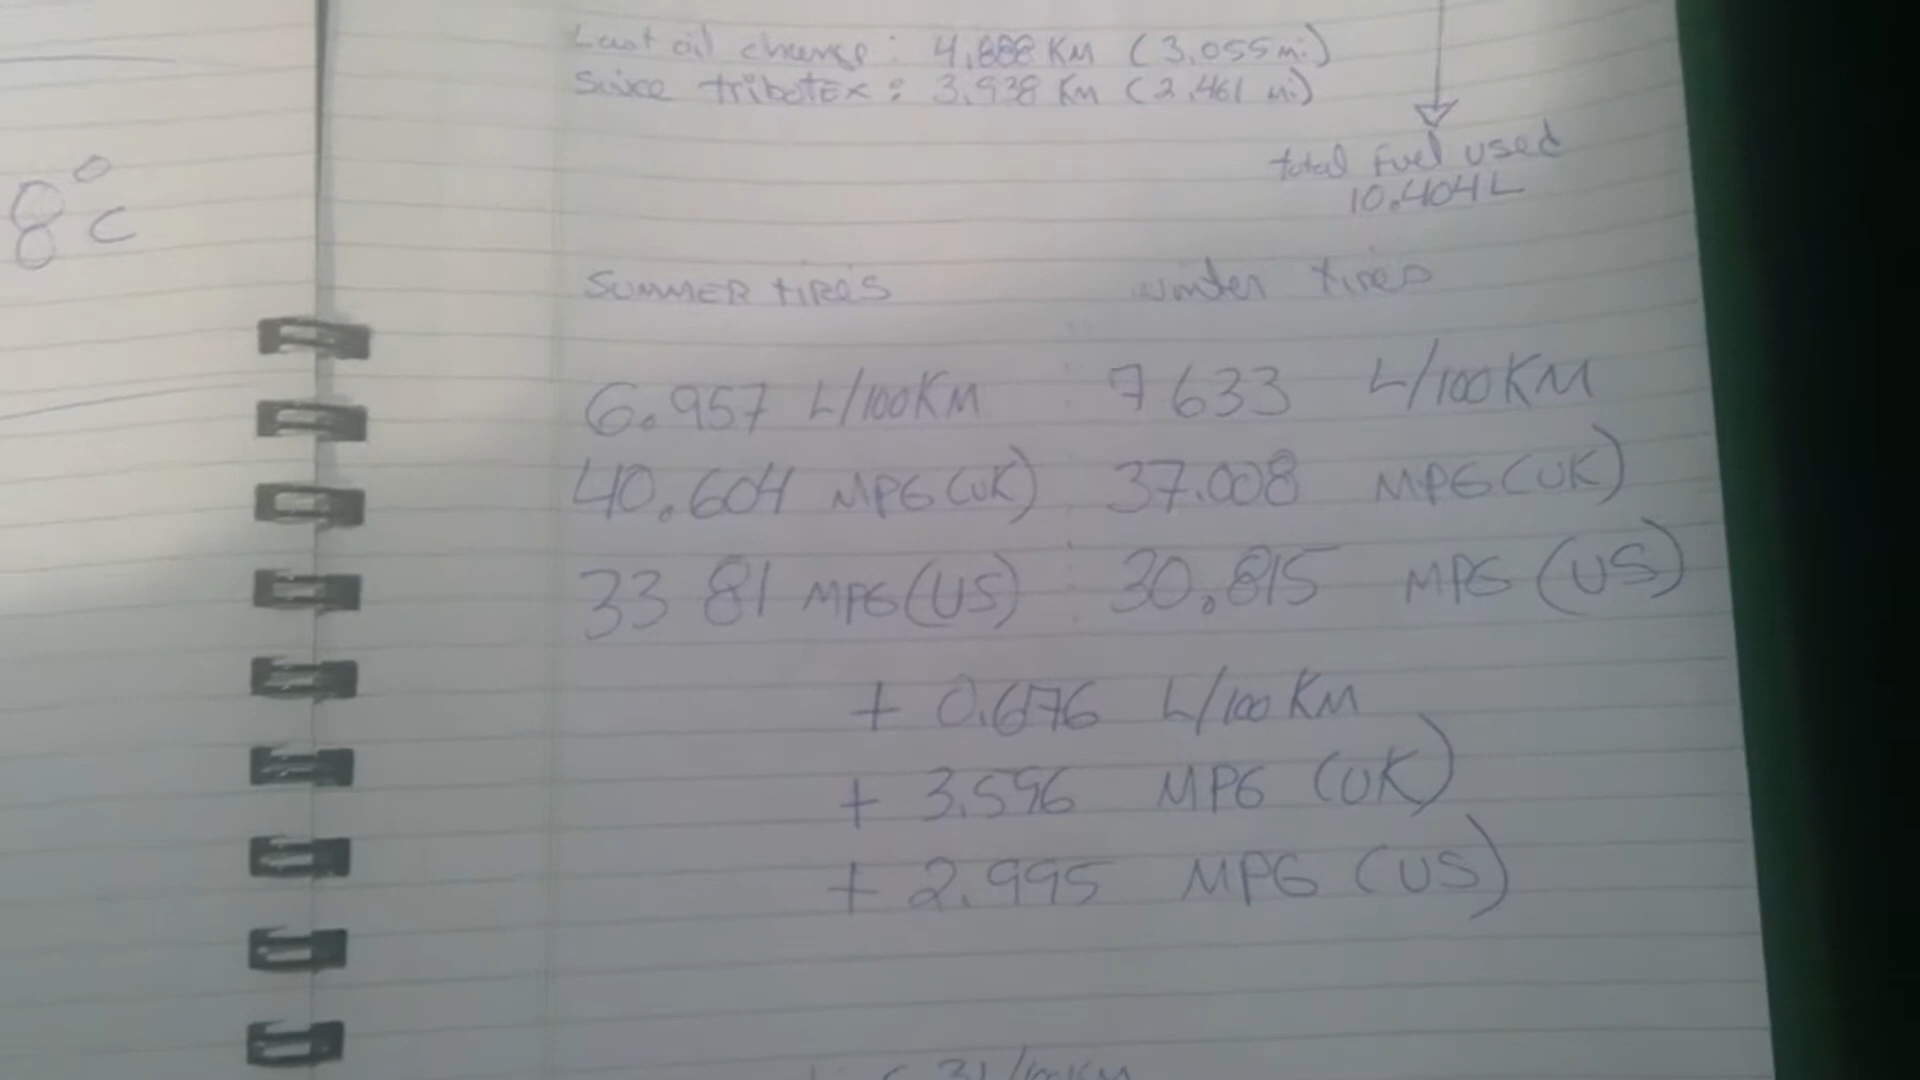 Last oil change: 4,888 KM (3,055 mi)
Since tribotEx: 3,938 Km (2,461 mi)
total fuel used
10.404L
8°C
SUMMER tIRES winter tires
6.957 L/100KM 7 633 L/100KM
40.604 MPG (UK) 37.008 MPG (UK)
33 81 MPG (US) 30.815 MPG (US)
+ 0.676 L/100 KM
+ 3.596 MPG (UK)
+ 2.995 MPG (US)